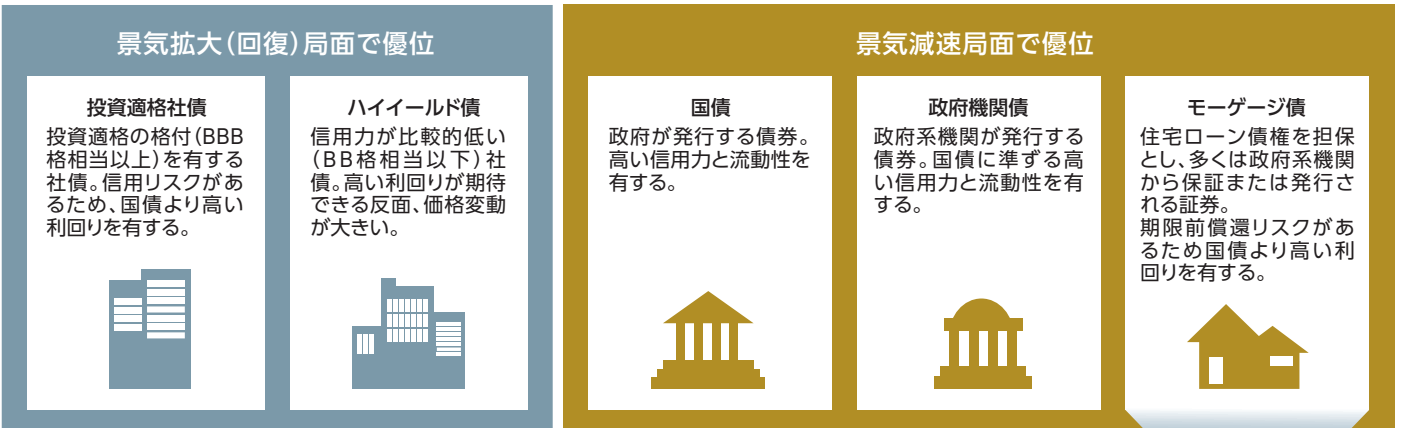 景気拡大(回復)局面で優位
投資適格社債
投資適格の格付(BBB
格相当以上)を有する
社債。信用リスクがあ
るため、国債より高い
利回りを有する。
ハイイールド債
信用力が比較的低い
(BB格相当以下)社
債。高い利回りが期待
できる反面、価格変動
が大きい。
景気減速局面で優位
国債
政府が発行する債券。
高い信用力と流動性を
有する。
政府機関債
政府系機関が発行する
債券。国債に準ずる高
い信用力と流動性を有
する。
モーゲージ債
住宅ローン債権を担保
とし、多くは政府系機関
から保証または発行さ
れる証券。
期限前償還リスクがあ
るため国債より高い利
回りを有する。